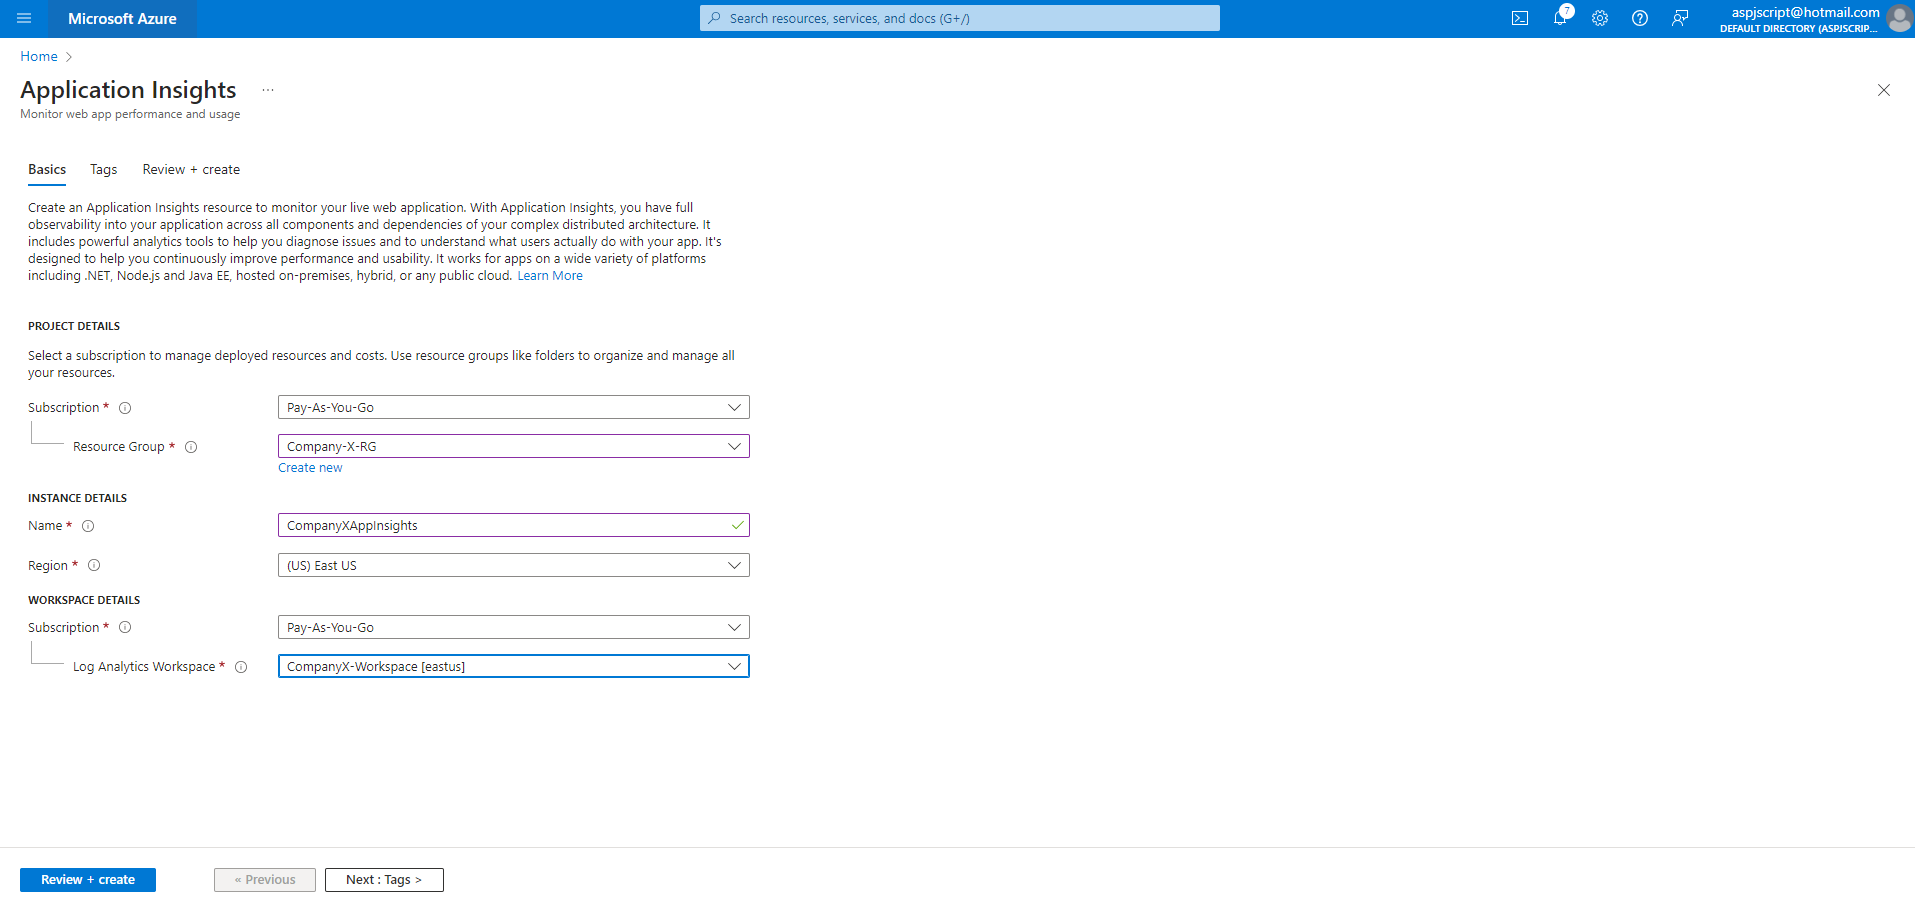 Microsoft Azure
Search resources, services, and docs (G+/)
7
aspjscript@hotmail.com
DEFAULT DIRECTORY (ASPJSCRIP...
Home >
Application Insights ...
Monitor web app performance and usage
Basics Tags Review + create
Create an Application Insights resource to monitor your live web application. With Application Insights, you have full
observability into your application across all components and dependencies of your complex distributed architecture. It
includes powerful analytics tools to help you diagnose issues and to understand what users actually do with your app. It's
designed to help you continuously improve performance and usability. It works for apps on a wide variety of platforms
including .NET, Node.js and Java EE, hosted on-premises, hybrid, or any public cloud. Learn More
PROJECT DETAILS
Select a subscription to manage deployed resources and costs. Use resource groups like folders to organize and manage all
your resources.
Subscription * Pay-As-You-Go
Resource Group * Company-X-RG
Create new
INSTANCE DETAILS
Name * CompanyXAppInsights
Region * (US) East US
WORKSPACE DETAILS
Subscription * Pay-As-You-Go
Log Analytics Workspace * CompanyX-Workspace [eastus]
Review + create « Previous Next : Tags >